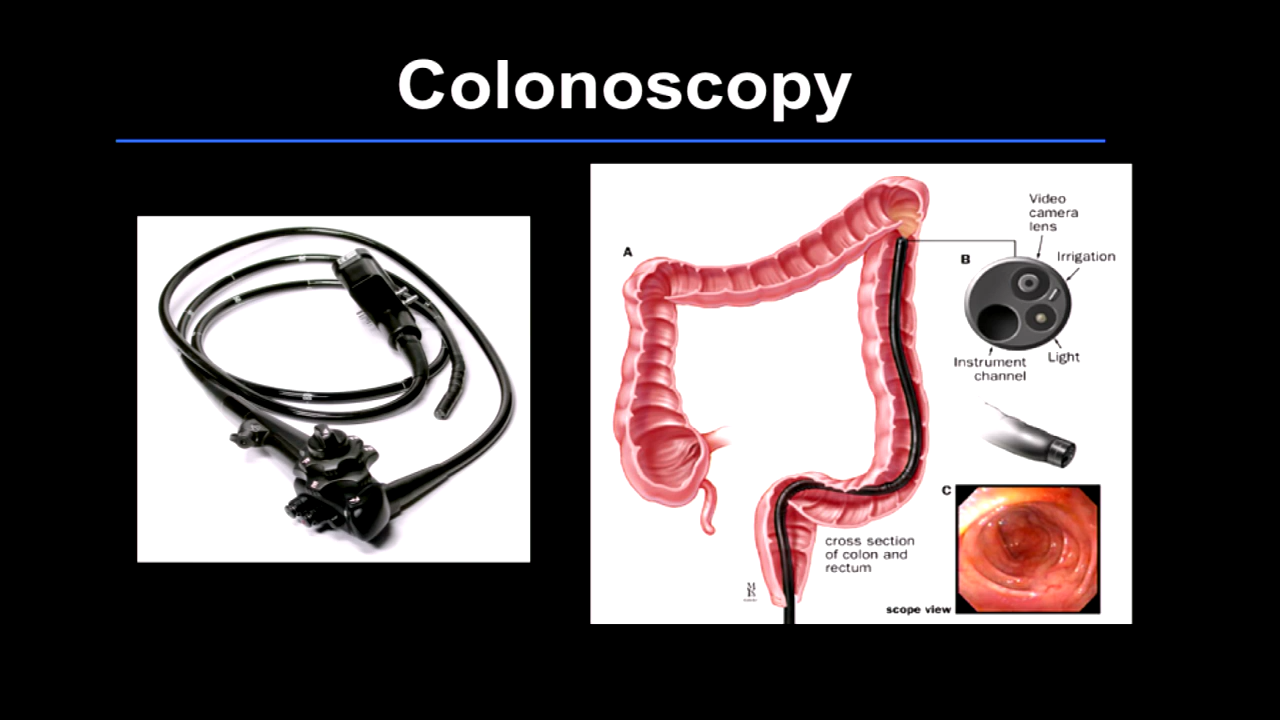 Colonoscopy
A
Video
camera
lens
B
Irrigation
Instrument
channel
Light
C
cross section
of colon and
rectum
scope view